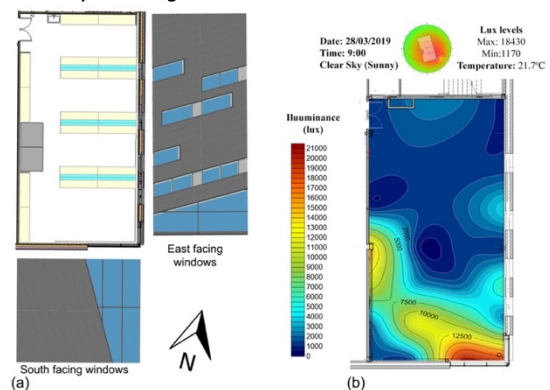 East facing
windows
South facing windows
N
(a)
Date: 28/03/2019
Time: 9:00
Clear Sky (Sunny)
Lux levels
Max: 18430
Min:1170
Temperature: 21.7ºC
Iluuminance
(lux)
21000
20000
19000
18000
17000
16000
15000
14000
13000
12000
11000
10000
9000
8000
7000
6000
5000
4000
3000
2000
1000
0
5000
7500
10000
12500
(b)